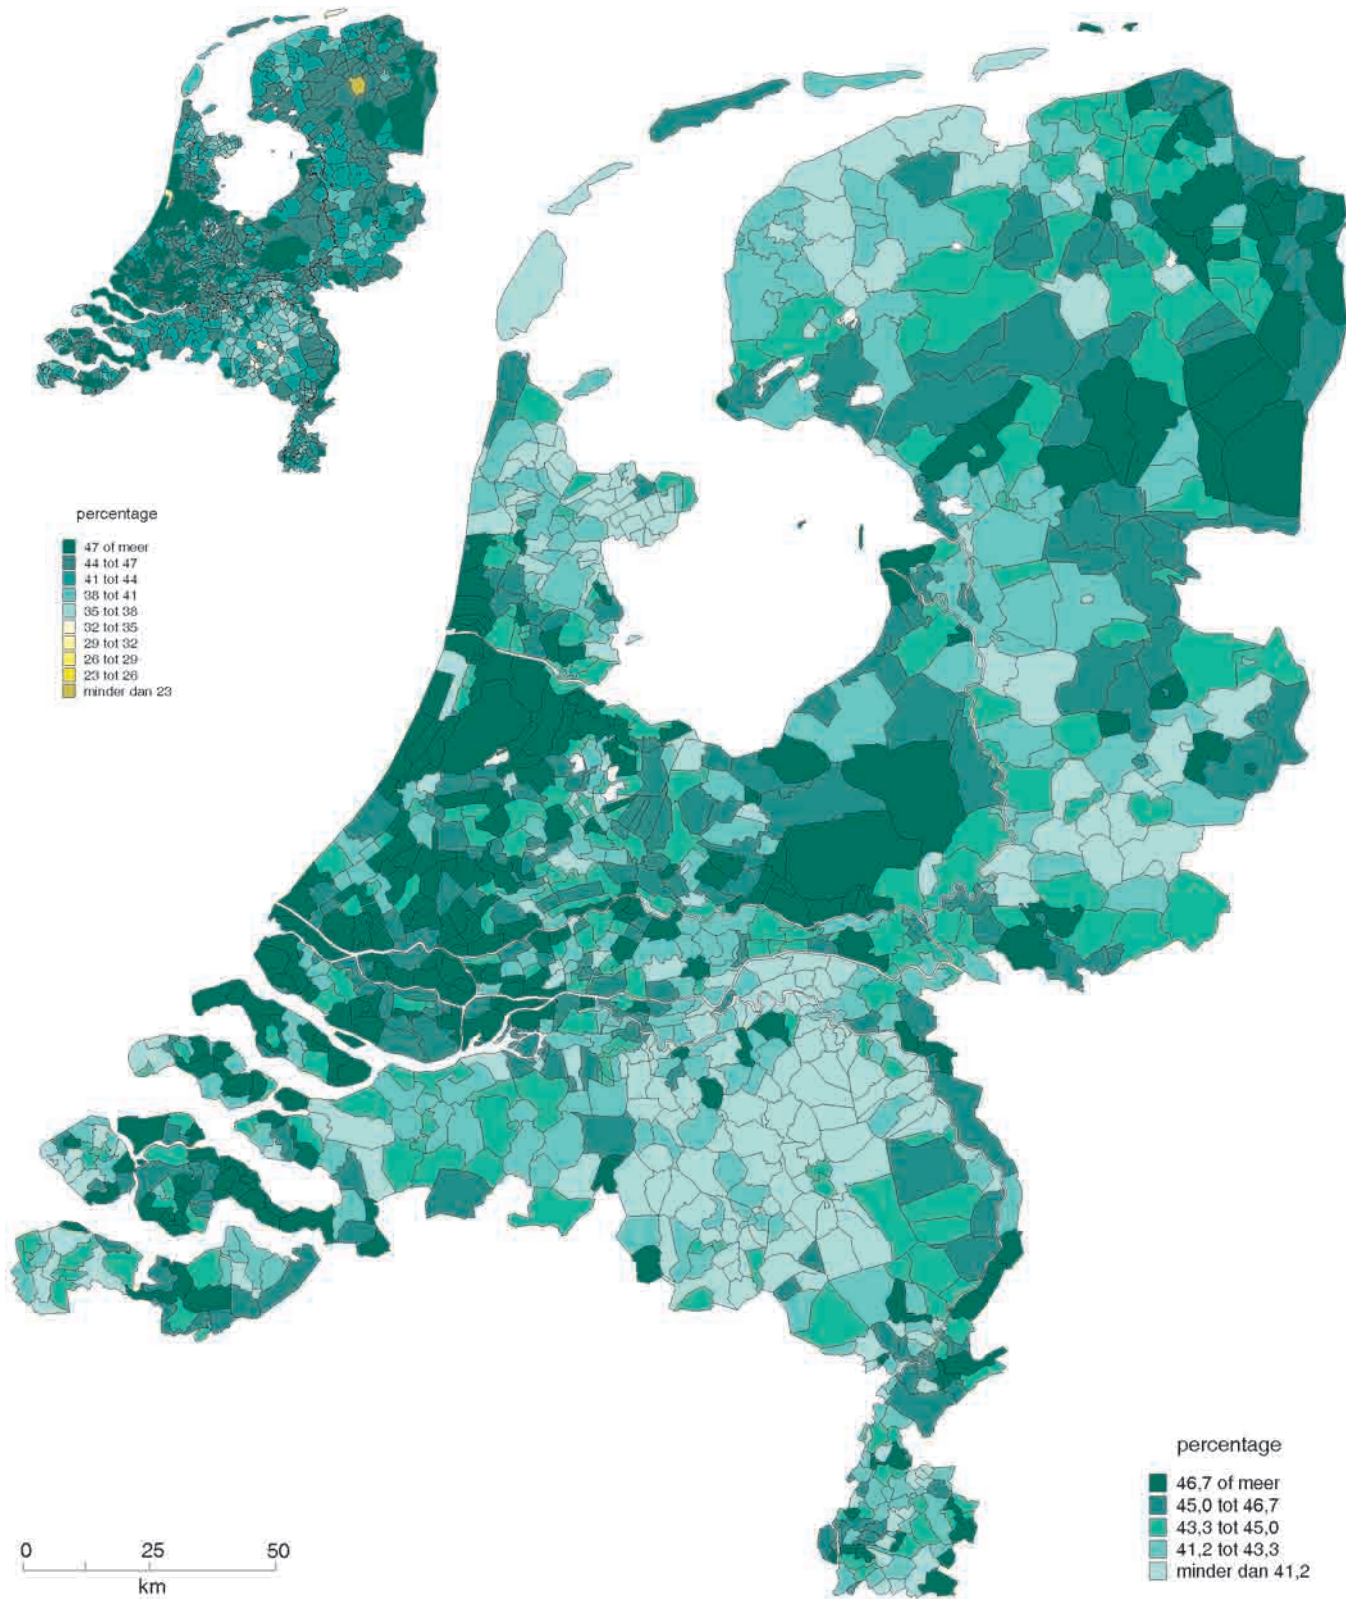 percentage
47 of meer
44 tot 47
41 tot 44
38 tot 41
35 tot 38
32 tot 35
29 tot 32
26 tot 29
23 tot 26
minder dan 23
percentage
46,7 of meer
45,0 tot 46,7
43,3 tot 45,0
41,2 tot 43,3
minder dan 41,2
0 25 50
km